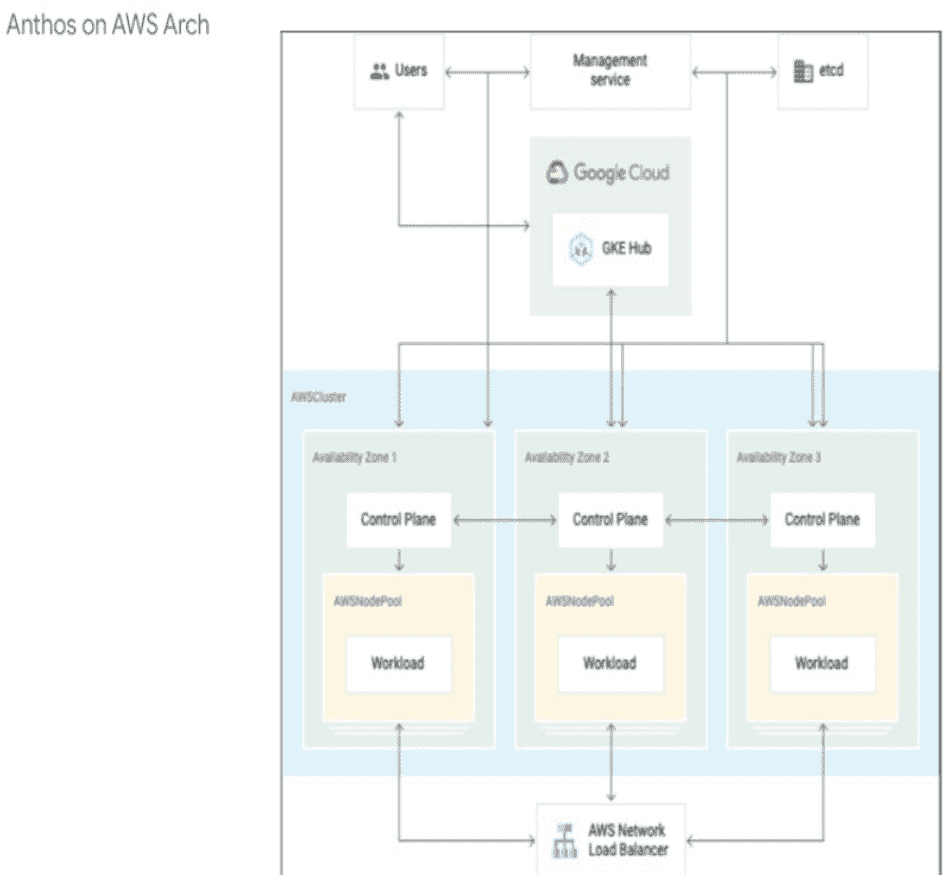 Anthos on AWS Arch
Users
Management
service
etcd
Google Cloud
GKE Hub
AWSCluster
Availability Zone 1
Availability Zone 2
Availability Zone 3
Control Plane
Control Plane
Control Plane
AWSNodePool
AWSNodePool
AWSNodePool
Workload
Workload
Workload
AWS Network
Load Balancer